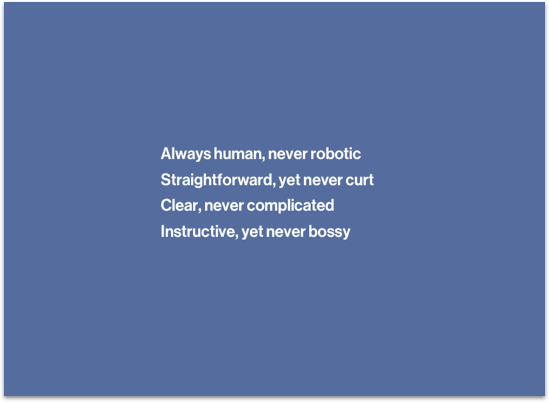 Always human, never robotic
Straightforward, yet never curt
Clear, never complicated
Instructive, yet never bossy